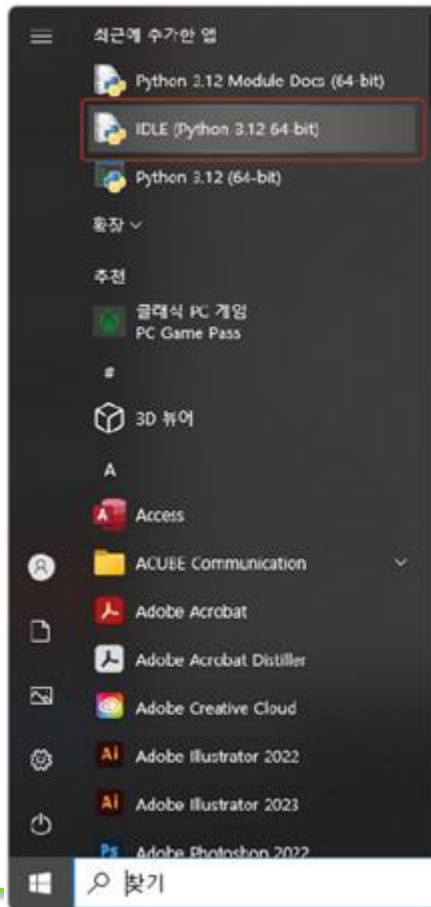 최근에 추가한 앱
Python 3.12 Module Docs (64-bit)
IDLE (Python 3.12 64-bit)
Python 3.12 (64-bit)
확장
추천
클래식 PC 게임
PC Game Pass
#
3D 뷰어
A
Access
ACUBE Communication
Adobe Acrobat
Adobe Acrobat Distiller
Adobe Creative Cloud
Ai Adobe Illustrator 2022
Ai Adobe Illustrator 2023
Ps Adobe Photoshop 2022
찾기